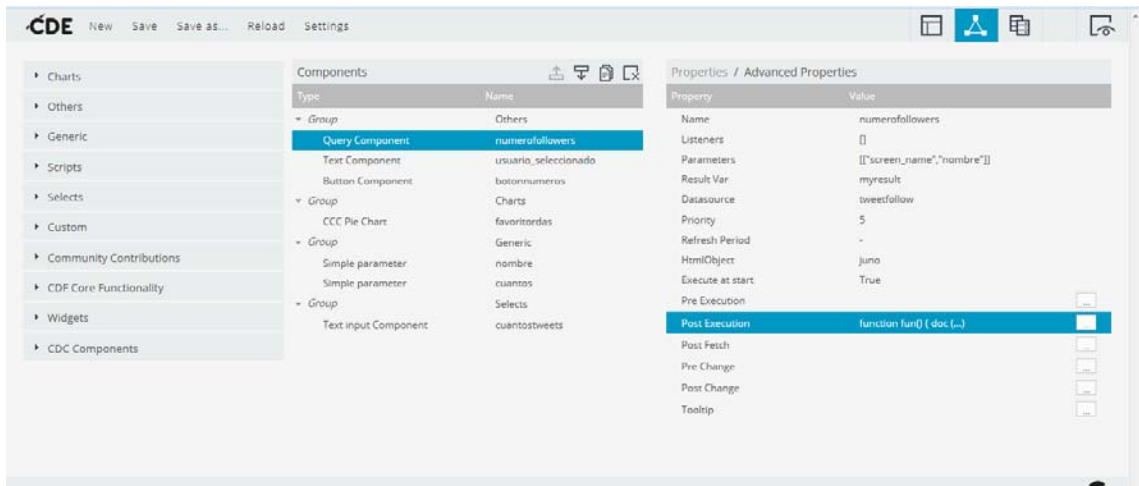 CDE New Save Save as... Reload Settings
Charts
Others
Generic
Scripts
Selects
Custom
Community Contributions
CDF Core Functionality
Widgets
CDC Components
Components
Type Name
Group Others
Query Component numerofollowers
Text Component usuario_seleccionado
Button Component botonnumeros
Group Charts
CCC Pie Chart favoritordas
Group Generic
Simple parameter nombre
Simple parameter cuantos
Group Selects
Text input Component cuantostweets
Properties / Advanced Properties
Property Value
Name numerofollowers
Listeners []
Parameters [["screen_name","nombre"]]
Result Var myresult
Datasource tweetfollow
Priority 5
Refresh Period -
HtmlObject juno
Execute at start True
Pre Execution ...
Post Execution function fun() { doc (...) ...
Post Fetch ...
Pre Change ...
Post Change ...
Tooltip ...